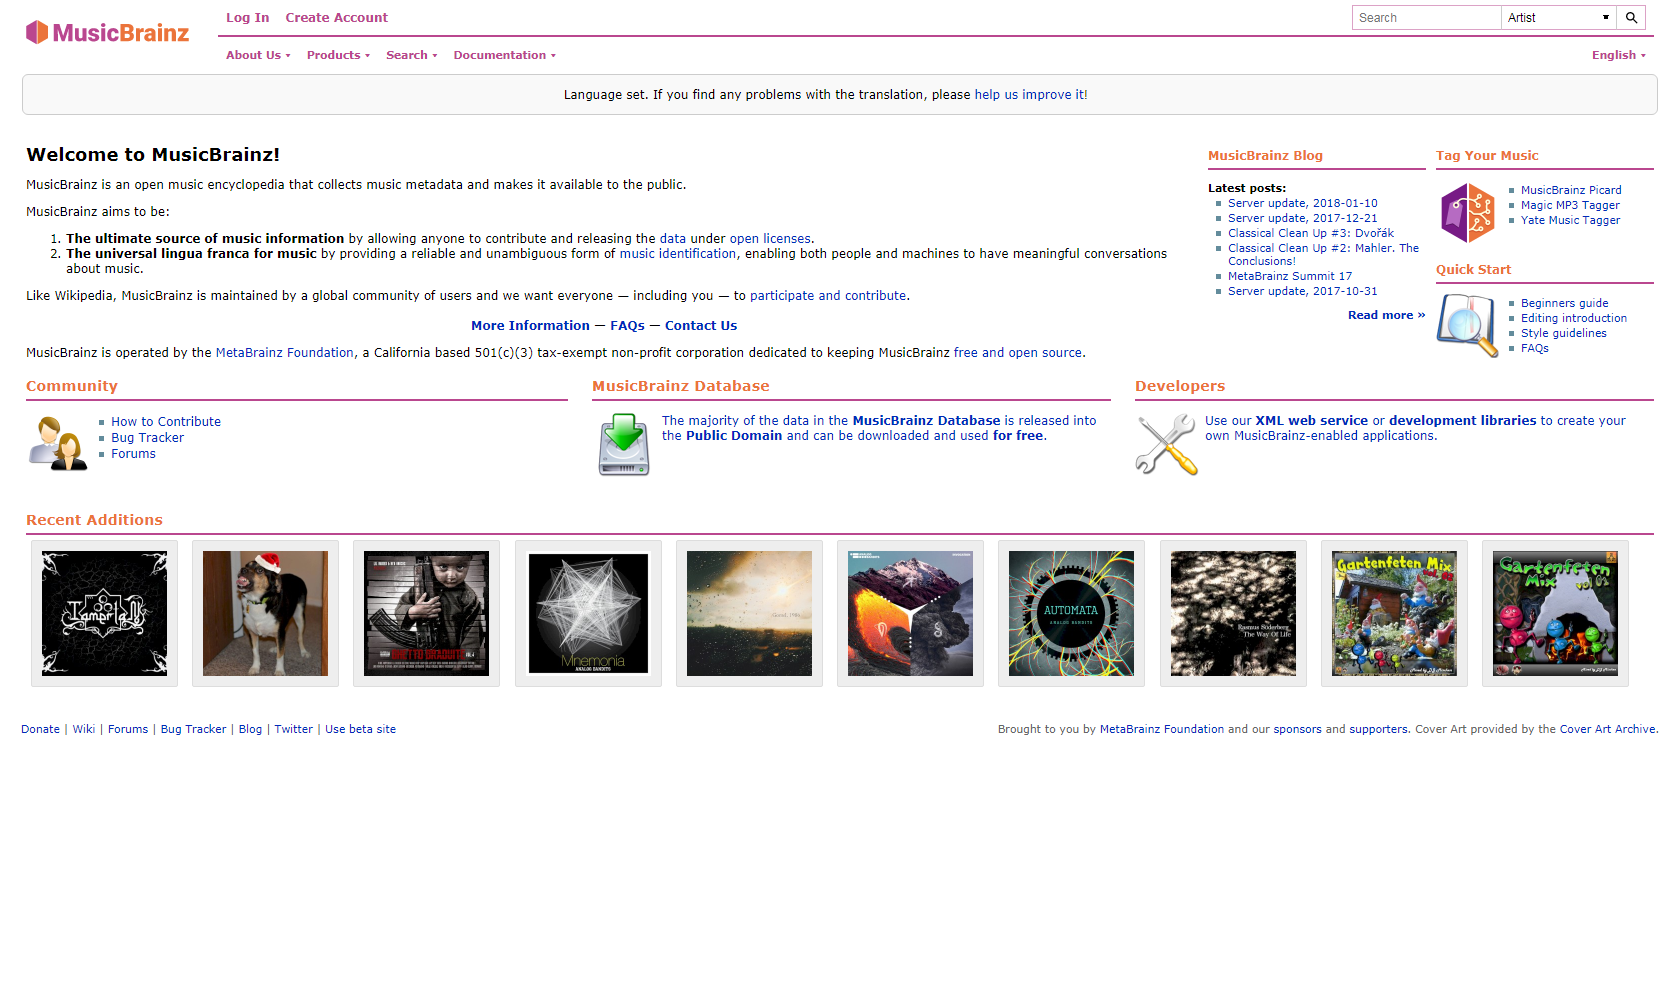 MusicBrainz
Log In Create Account
Search Artist
About Us Products Search Documentation
English
Language set. If you find any problems with the translation, please help us improve it!
Welcome to MusicBrainz!
MusicBrainz is an open music encyclopedia that collects music metadata and makes it available to the public.
MusicBrainz aims to be:
1. The ultimate source of music information by allowing anyone to contribute and releasing the data under open licenses.
2. The universal lingua franca for music by providing a reliable and unambiguous form of music identification, enabling both people and machines to have meaningful conversations
about music.
Like Wikipedia, MusicBrainz is maintained by a global community of users and we want everyone — including you — to participate and contribute.
More Information — FAQs — Contact Us
MusicBrainz is operated by the MetaBrainz Foundation, a California based 501(c)(3) tax-exempt non-profit corporation dedicated to keeping MusicBrainz free and open source.
MusicBrainz Blog
Latest posts:
Server update, 2018-01-10
Server update, 2017-12-21
Classical Clean Up #3: Dvořák
Classical Clean Up #2: Mahler. The
Conclusions!
MetaBrainz Summit 17
Server update, 2017-10-31
Read more »
Tag Your Music
MusicBrainz Picard
Magic MP3 Tagger
Yate Music Tagger
Quick Start
Beginners guide
Editing introduction
Style guidelines
FAQs
Community
How to Contribute
Bug Tracker
Forums
MusicBrainz Database
The majority of the data in the MusicBrainz Database is released into
the Public Domain and can be downloaded and used for free.
Developers
Use our XML web service or development libraries to create your
own MusicBrainz-enabled applications.
Recent Additions
Mnemonia
ANALOG BANDITS
AUTOMATA
ANALOG BANDITS
Rasmus Söderberg
The Way Of Life
Gartenfeten Mix
Gartenfeten
Mix vol 01
Donate | Wiki | Forums | Bug Tracker | Blog | Twitter | Use beta site
Brought to you by MetaBrainz Foundation and our sponsors and supporters. Cover Art provided by the Cover Art Archive.